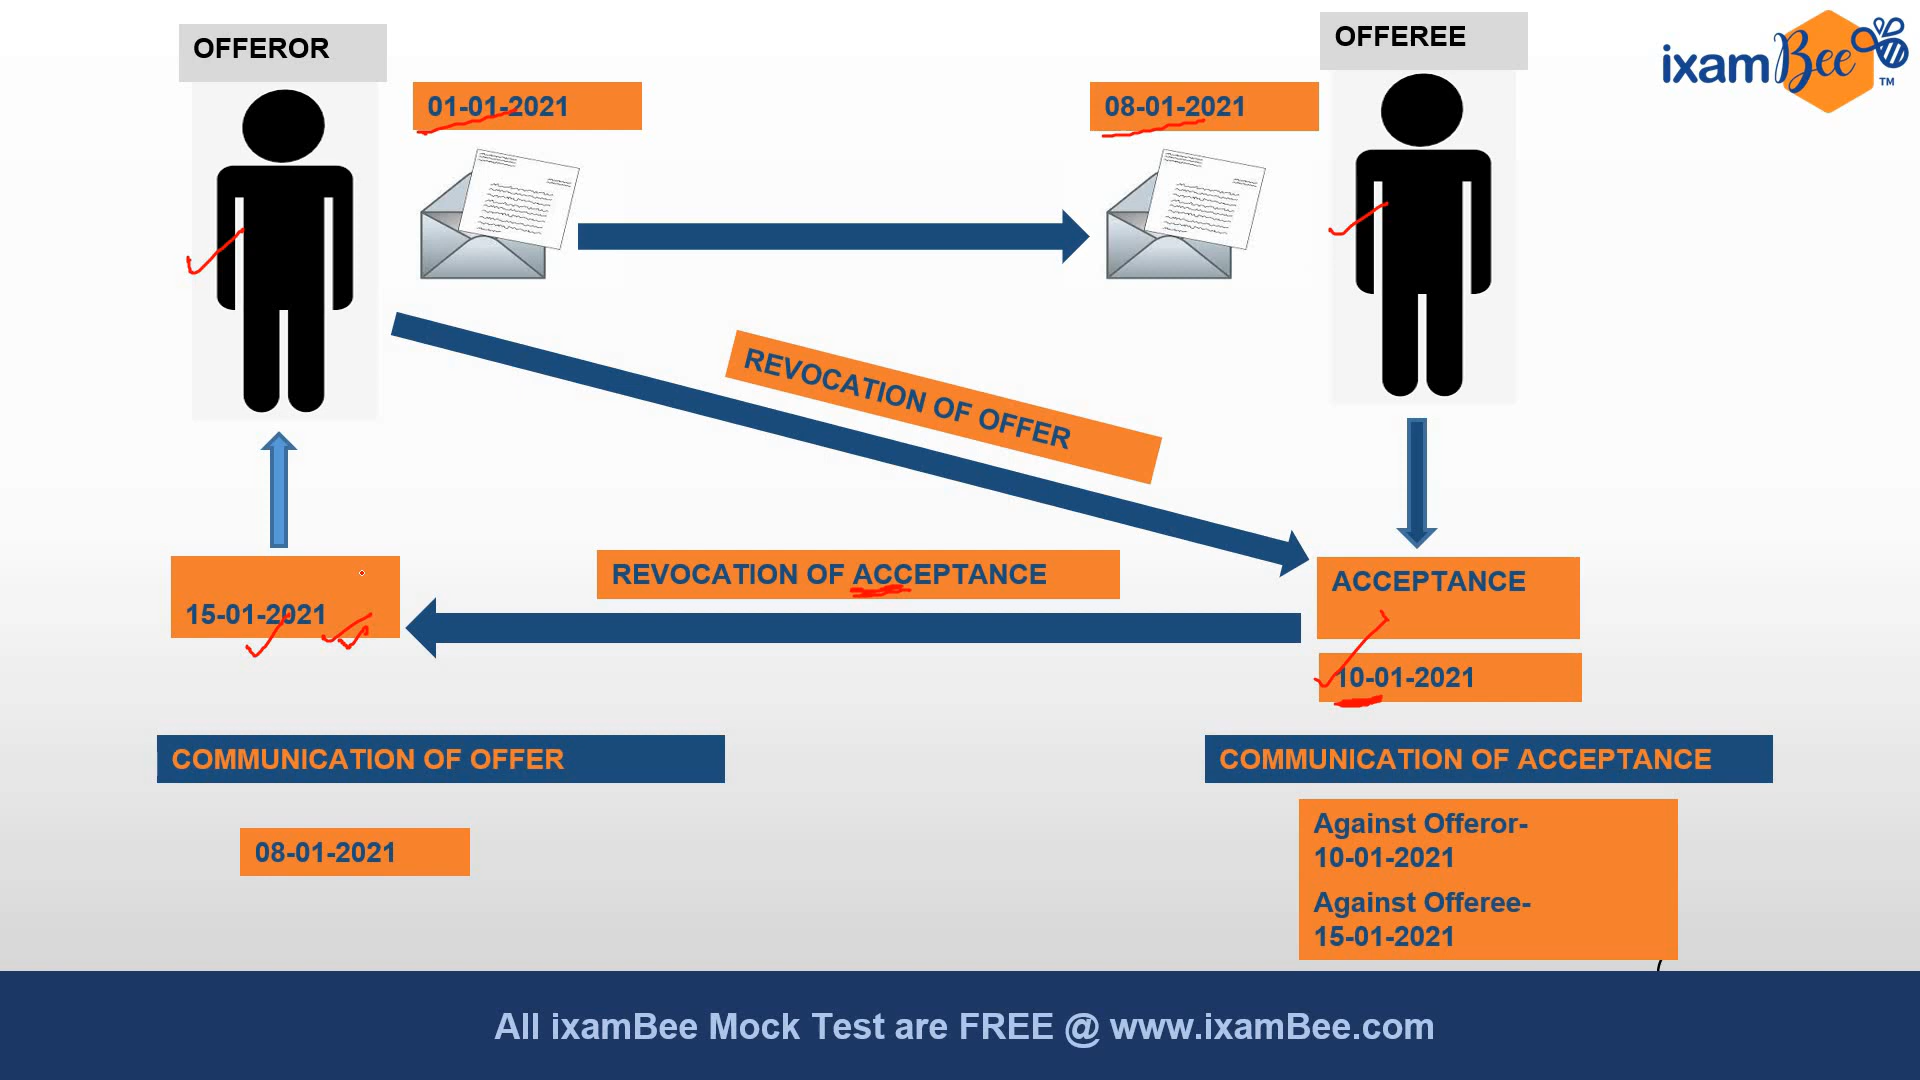 OFFEROR
OFFEREE
ixamBee
TM
01-01-2021
08-01-2021
REVOCATION OF OFFER
REVOCATION OF ACCEPTANCE
ACCEPTANCE
15-01-2021
10-01-2021
COMMUNICATION OF OFFER
COMMUNICATION OF ACCEPTANCE
08-01-2021
Against Offeror-
10-01-2021
Against Offeree-
15-01-2021
All ixamBee Mock Test are FREE @ www.ixamBee.com